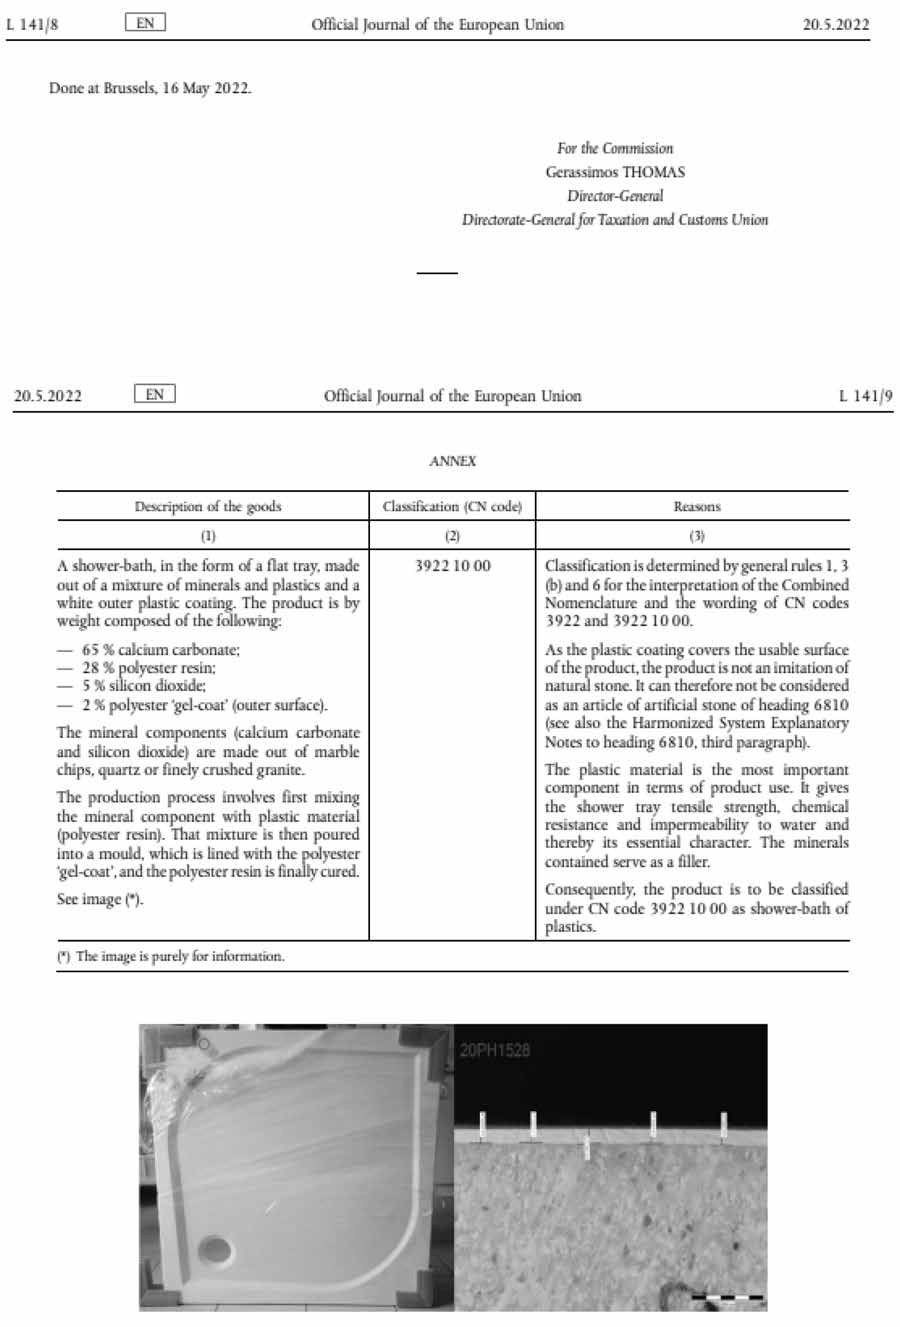 L 141/8 EN Official Journal of the European Union 20.5.2022
Done at Brussels, 16 May 2022.
For the Commission
Gerassimos THOMAS
Director-General
Directorate-General for Taxation and Customs Union
20.5.2022 EN Official Journal of the European Union L 141/9
ANNEX
Description of the goods Classification (CN code) Reasons
(1) (2) (3)
A shower-bath, in the form of a flat tray, made
out of a mixture of minerals and plastics and a
white outer plastic coating. The product is by
weight composed of the following:
— 65 % calcium carbonate;
— 28 % polyester resin;
— 5 % silicon dioxide;
— 2 % polyester ‘gel-coat’ (outer surface).
The mineral components (calcium carbonate
and silicon dioxide) are made out of marble
chips, quartz or finely crushed granite.
The production process involves first mixing
the mineral component with plastic material
(polyester resin). That mixture is then poured
into a mould, which is lined with the polyester
‘gel-coat’, and the polyester resin is finally cured.
See image (*).
3922 10 00
Classification is determined by general rules 1, 3
(b) and 6 for the interpretation of the Combined
Nomenclature and the wording of CN codes
3922 and 3922 10 00.
As the plastic coating covers the usable surface
of the product, the product is not an imitation of
natural stone. It can therefore not be considered
as an article of artificial stone of heading 6810
(see also the Harmonized System Explanatory
Notes to heading 6810, third paragraph).
The plastic material is the most important
component in terms of product use. It gives
the shower tray tensile strength, chemical
resistance and impermeability to water and
thereby its essential character. The minerals
contained serve as a filler.
Consequently, the product is to be classified
under CN code 3922 10 00 as shower-bath of
plastics.
(*) The image is purely for information.
20PH1528